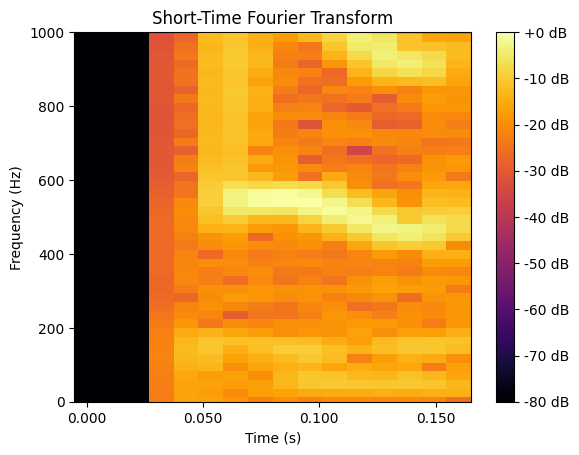 Short-Time Fourier Transform
1000
800
600
400
200
0
Frequency (Hz)
0.000
0.050
0.100
0.150
Time (s)
+0 dB
-10 dB
-20 dB
-30 dB
-40 dB
-50 dB
-60 dB
-70 dB
-80 dB